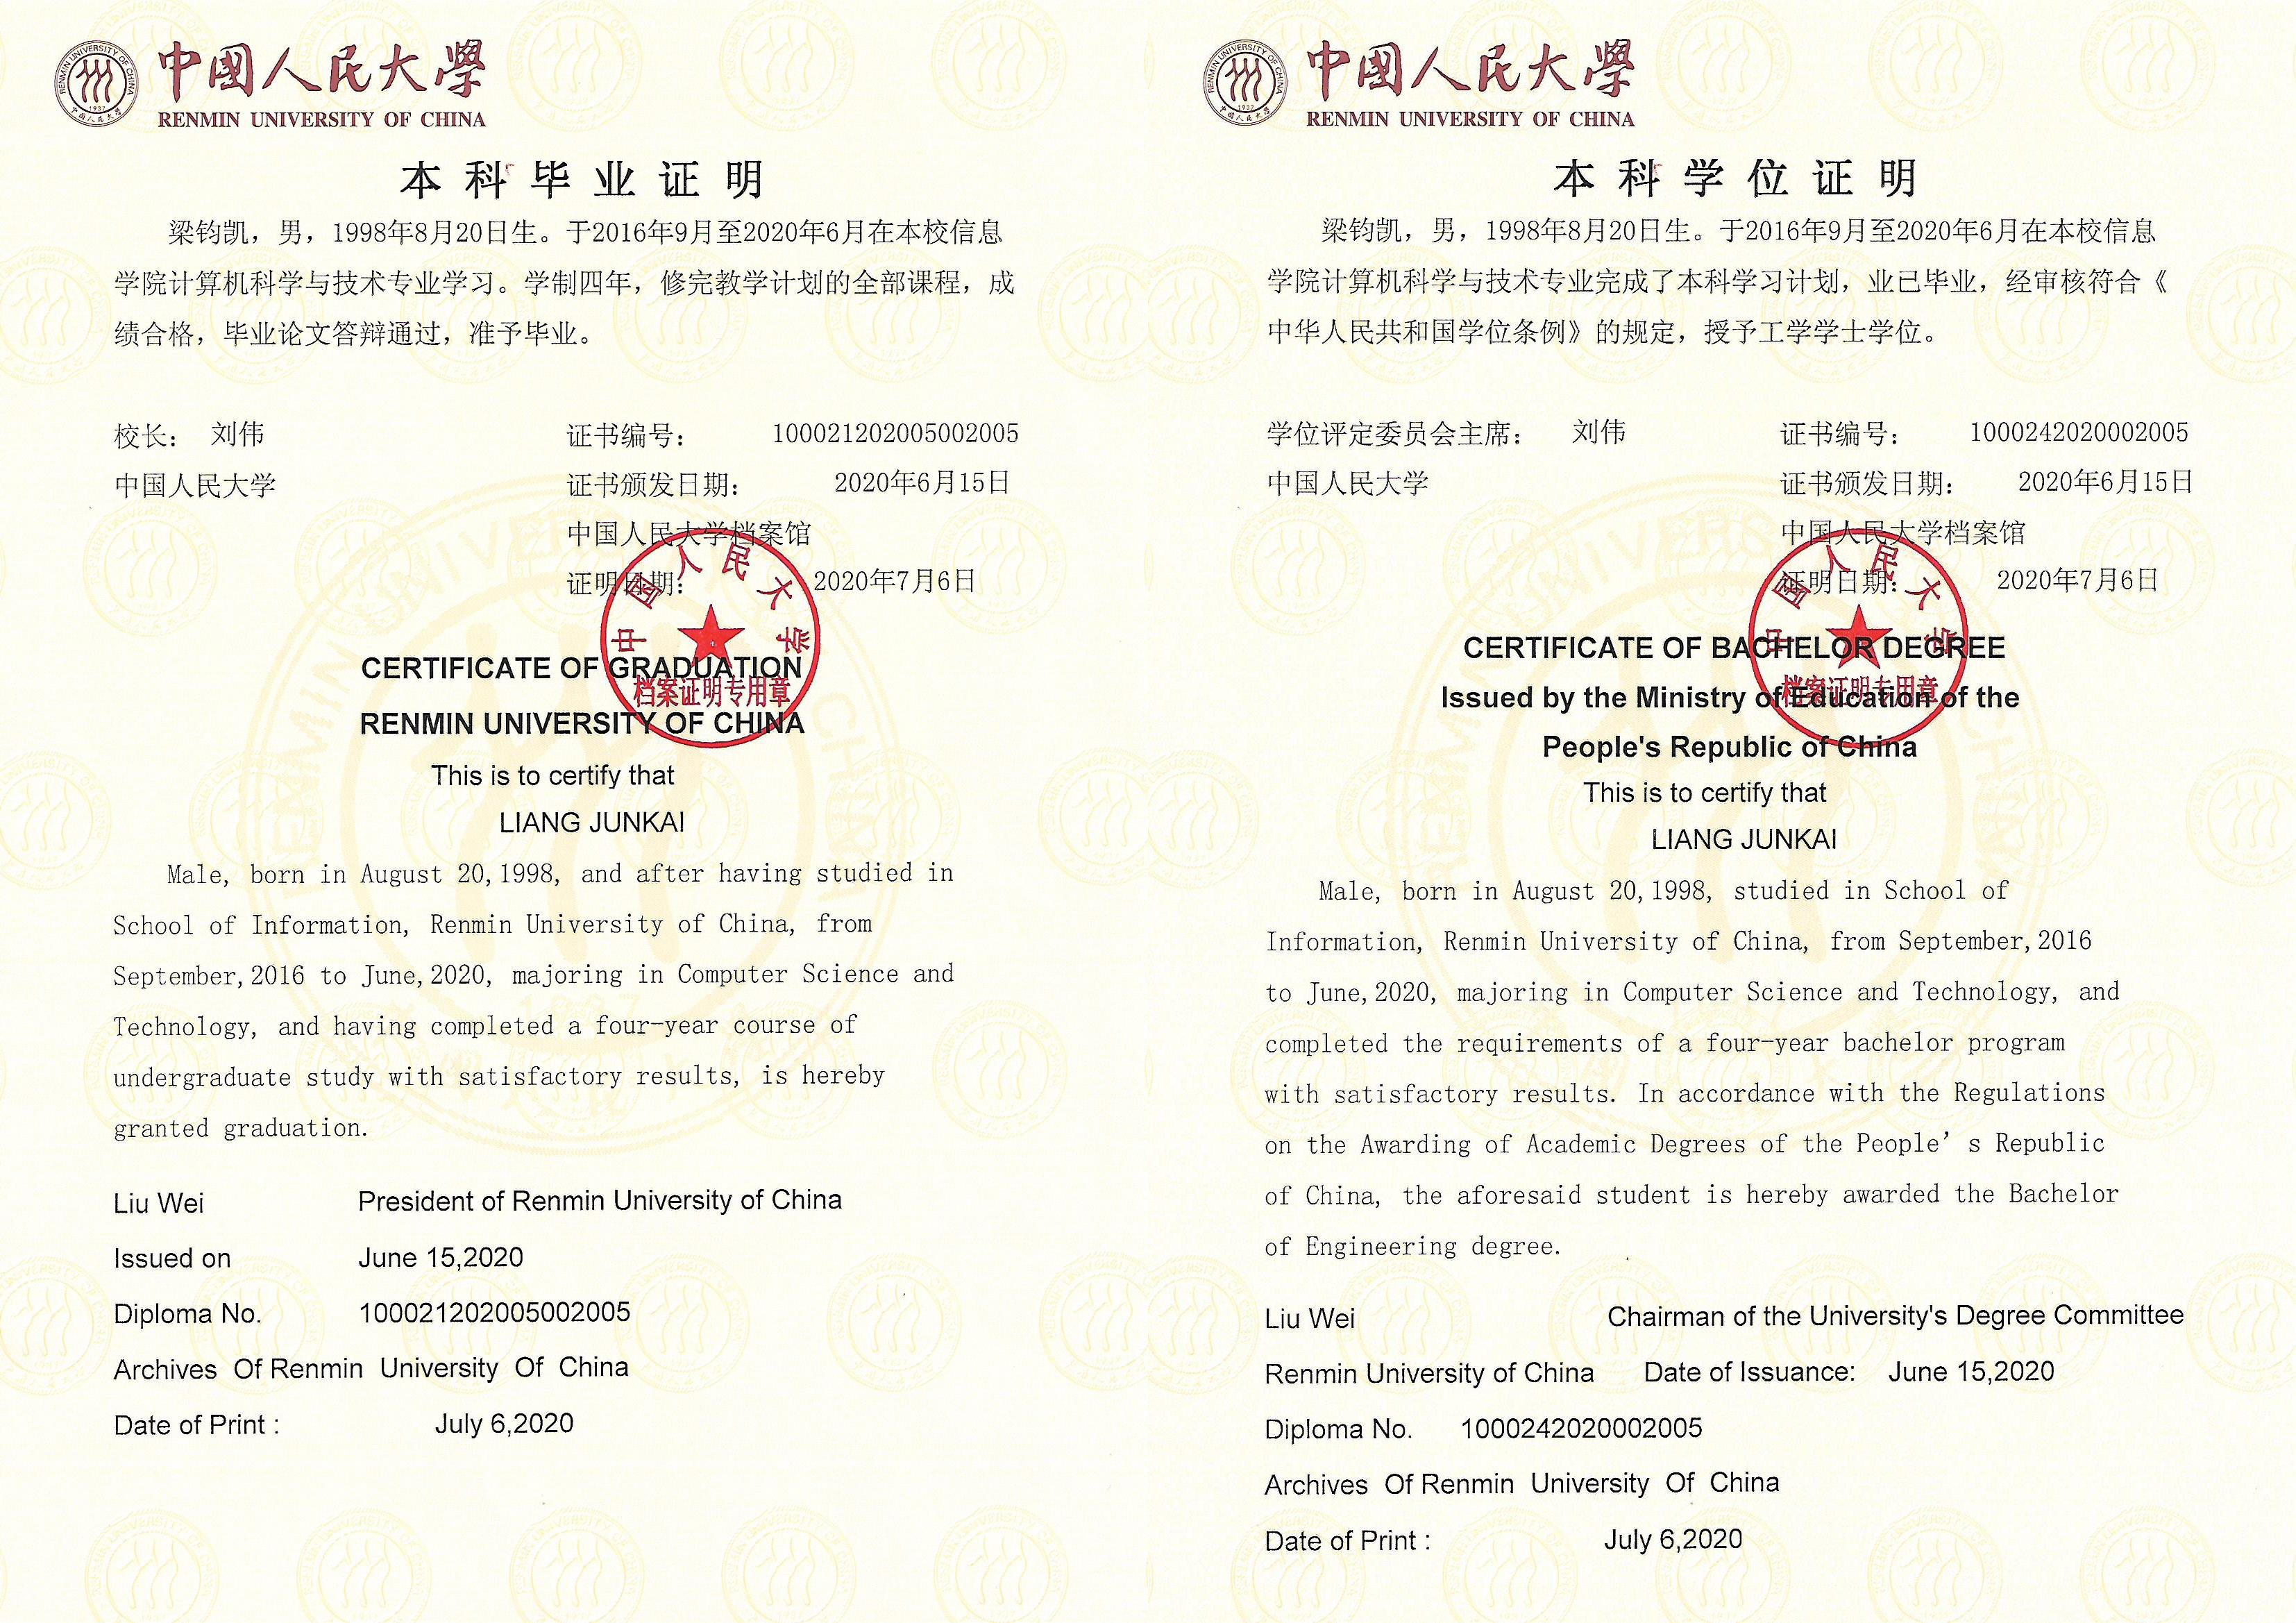 中國人民大學
RENMIN UNIVERSITY OF CHINA
本科毕业证明
梁钧凯，男，1998年8月20日生。于2016年9月至2020年6月在本校信息
学院计算机科学与技术专业学习。学制四年，修完教学计划的全部课程，成
绩合格，毕业论文答辩通过，准予毕业。
校长： 刘伟 证书编号： 100021202005002005
中国人民大学 证书颁发日期： 2020年6月15日
中国人民大学档案馆
证明日期： 2020年7月6日
中国人民大学
档案证明专用章
CERTIFICATE OF GRADUATION
RENMIN UNIVERSITY OF CHINA
This is to certify that
LIANG JUNKAI
Male, born in August 20,1998, and after having studied in
School of Information, Renmin University of China, from
September,2016 to June,2020, majoring in Computer Science and
Technology, and having completed a four-year course of
undergraduate study with satisfactory results, is hereby
granted graduation.
Liu Wei President of Renmin University of China
Issued on June 15,2020
Diploma No. 100021202005002005
Archives Of Renmin University Of China
Date of Print : July 6,2020
中國人民大學
RENMIN UNIVERSITY OF CHINA
本科学位证明
梁钧凯，男，1998年8月20日生。于2016年9月至2020年6月在本校信息
学院计算机科学与技术专业完成了本科学习计划，业已毕业，经审核符合《
中华人民共和国学位条例》的规定，授予工学学士学位。
学位评定委员会主席： 刘伟 证书编号： 1000242020002005
中国人民大学 证书颁发日期： 2020年6月15日
中国人民大学档案馆
证明日期： 2020年7月6日
中国人民大学
档案证明专用章
CERTIFICATE OF BACHELOR DEGREE
Issued by the Ministry of Education of the
People's Republic of China
This is to certify that
LIANG JUNKAI
Male, born in August 20,1998, studied in School of
Information, Renmin University of China, from September,2016
to June,2020, majoring in Computer Science and Technology, and
completed the requirements of a four-year bachelor program
with satisfactory results. In accordance with the Regulations
on the Awarding of Academic Degrees of the People’s Republic
of China, the aforesaid student is hereby awarded the Bachelor
of Engineering degree.
Liu Wei Chairman of the University's Degree Committee
Renmin University of China Date of Issuance: June 15,2020
Diploma No. 1000242020002005
Archives Of Renmin University Of China
Date of Print : July 6,2020